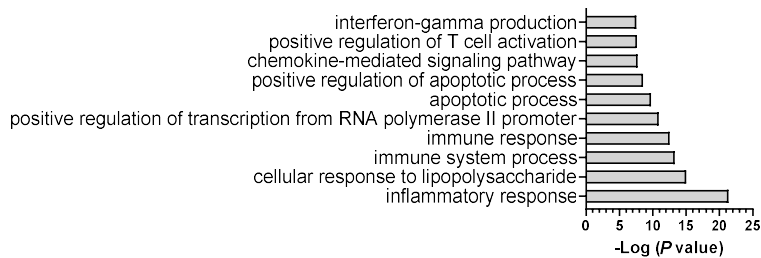 interferon-gamma production
positive regulation of T cell activation
chemokine-mediated signaling pathway
positive regulation of apoptotic process
apoptotic process
positive regulation of transcription from RNA polymerase II promoter
immune response
immune system process
cellular response to lipopolysaccharide
inflammatory response
0 5 10 15 20 25
-Log (P value)